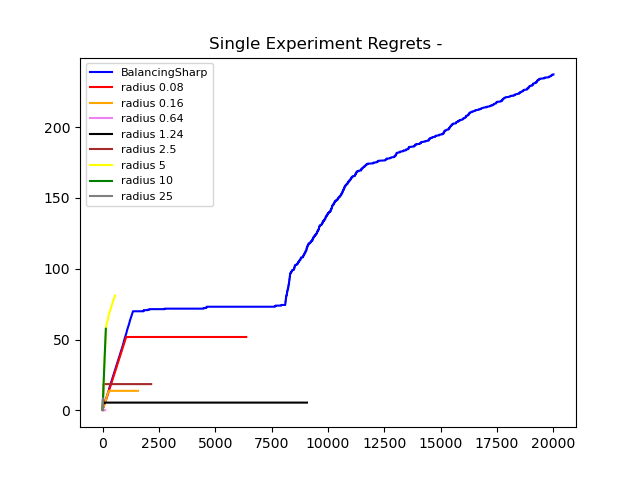 Single Experiment Regrets -
BalancingSharp
radius 0.08
radius 0.16
radius 0.64
radius 1.24
radius 2.5
radius 5
radius 10
radius 25
200
150
100
50
0
0 2500 5000 7500 10000 12500 15000 17500 20000